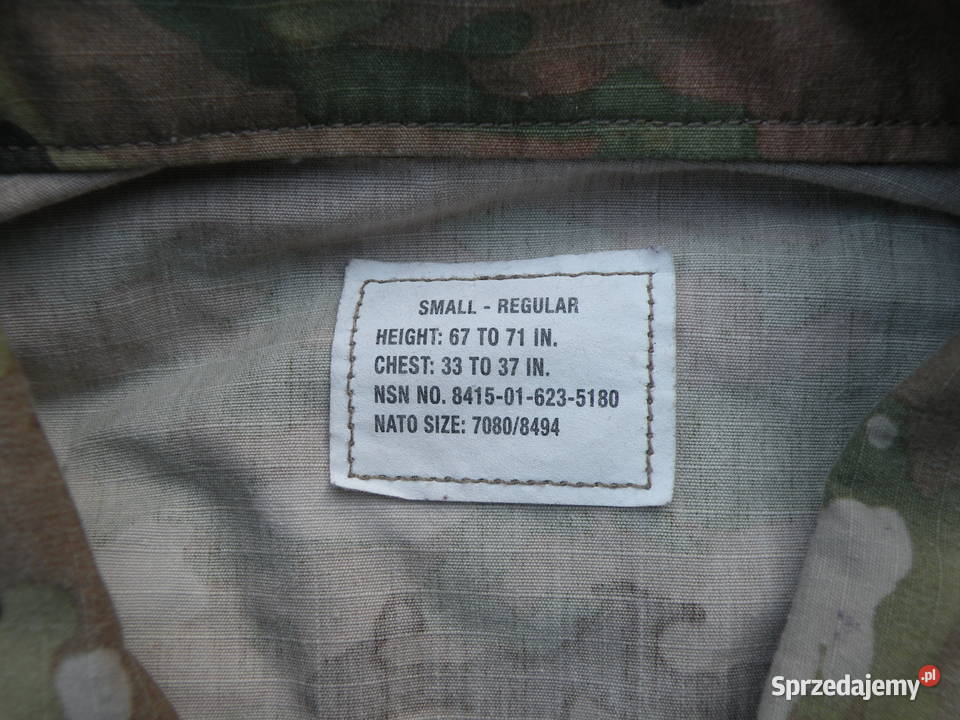 SMALL - REGULAR
HEIGHT: 67 TO 71 IN.
CHEST: 33 TO 37 IN.
NSN NO. 8415-01-623-5180
NATO SIZE: 7080/8494
Sprzedajemy.pl